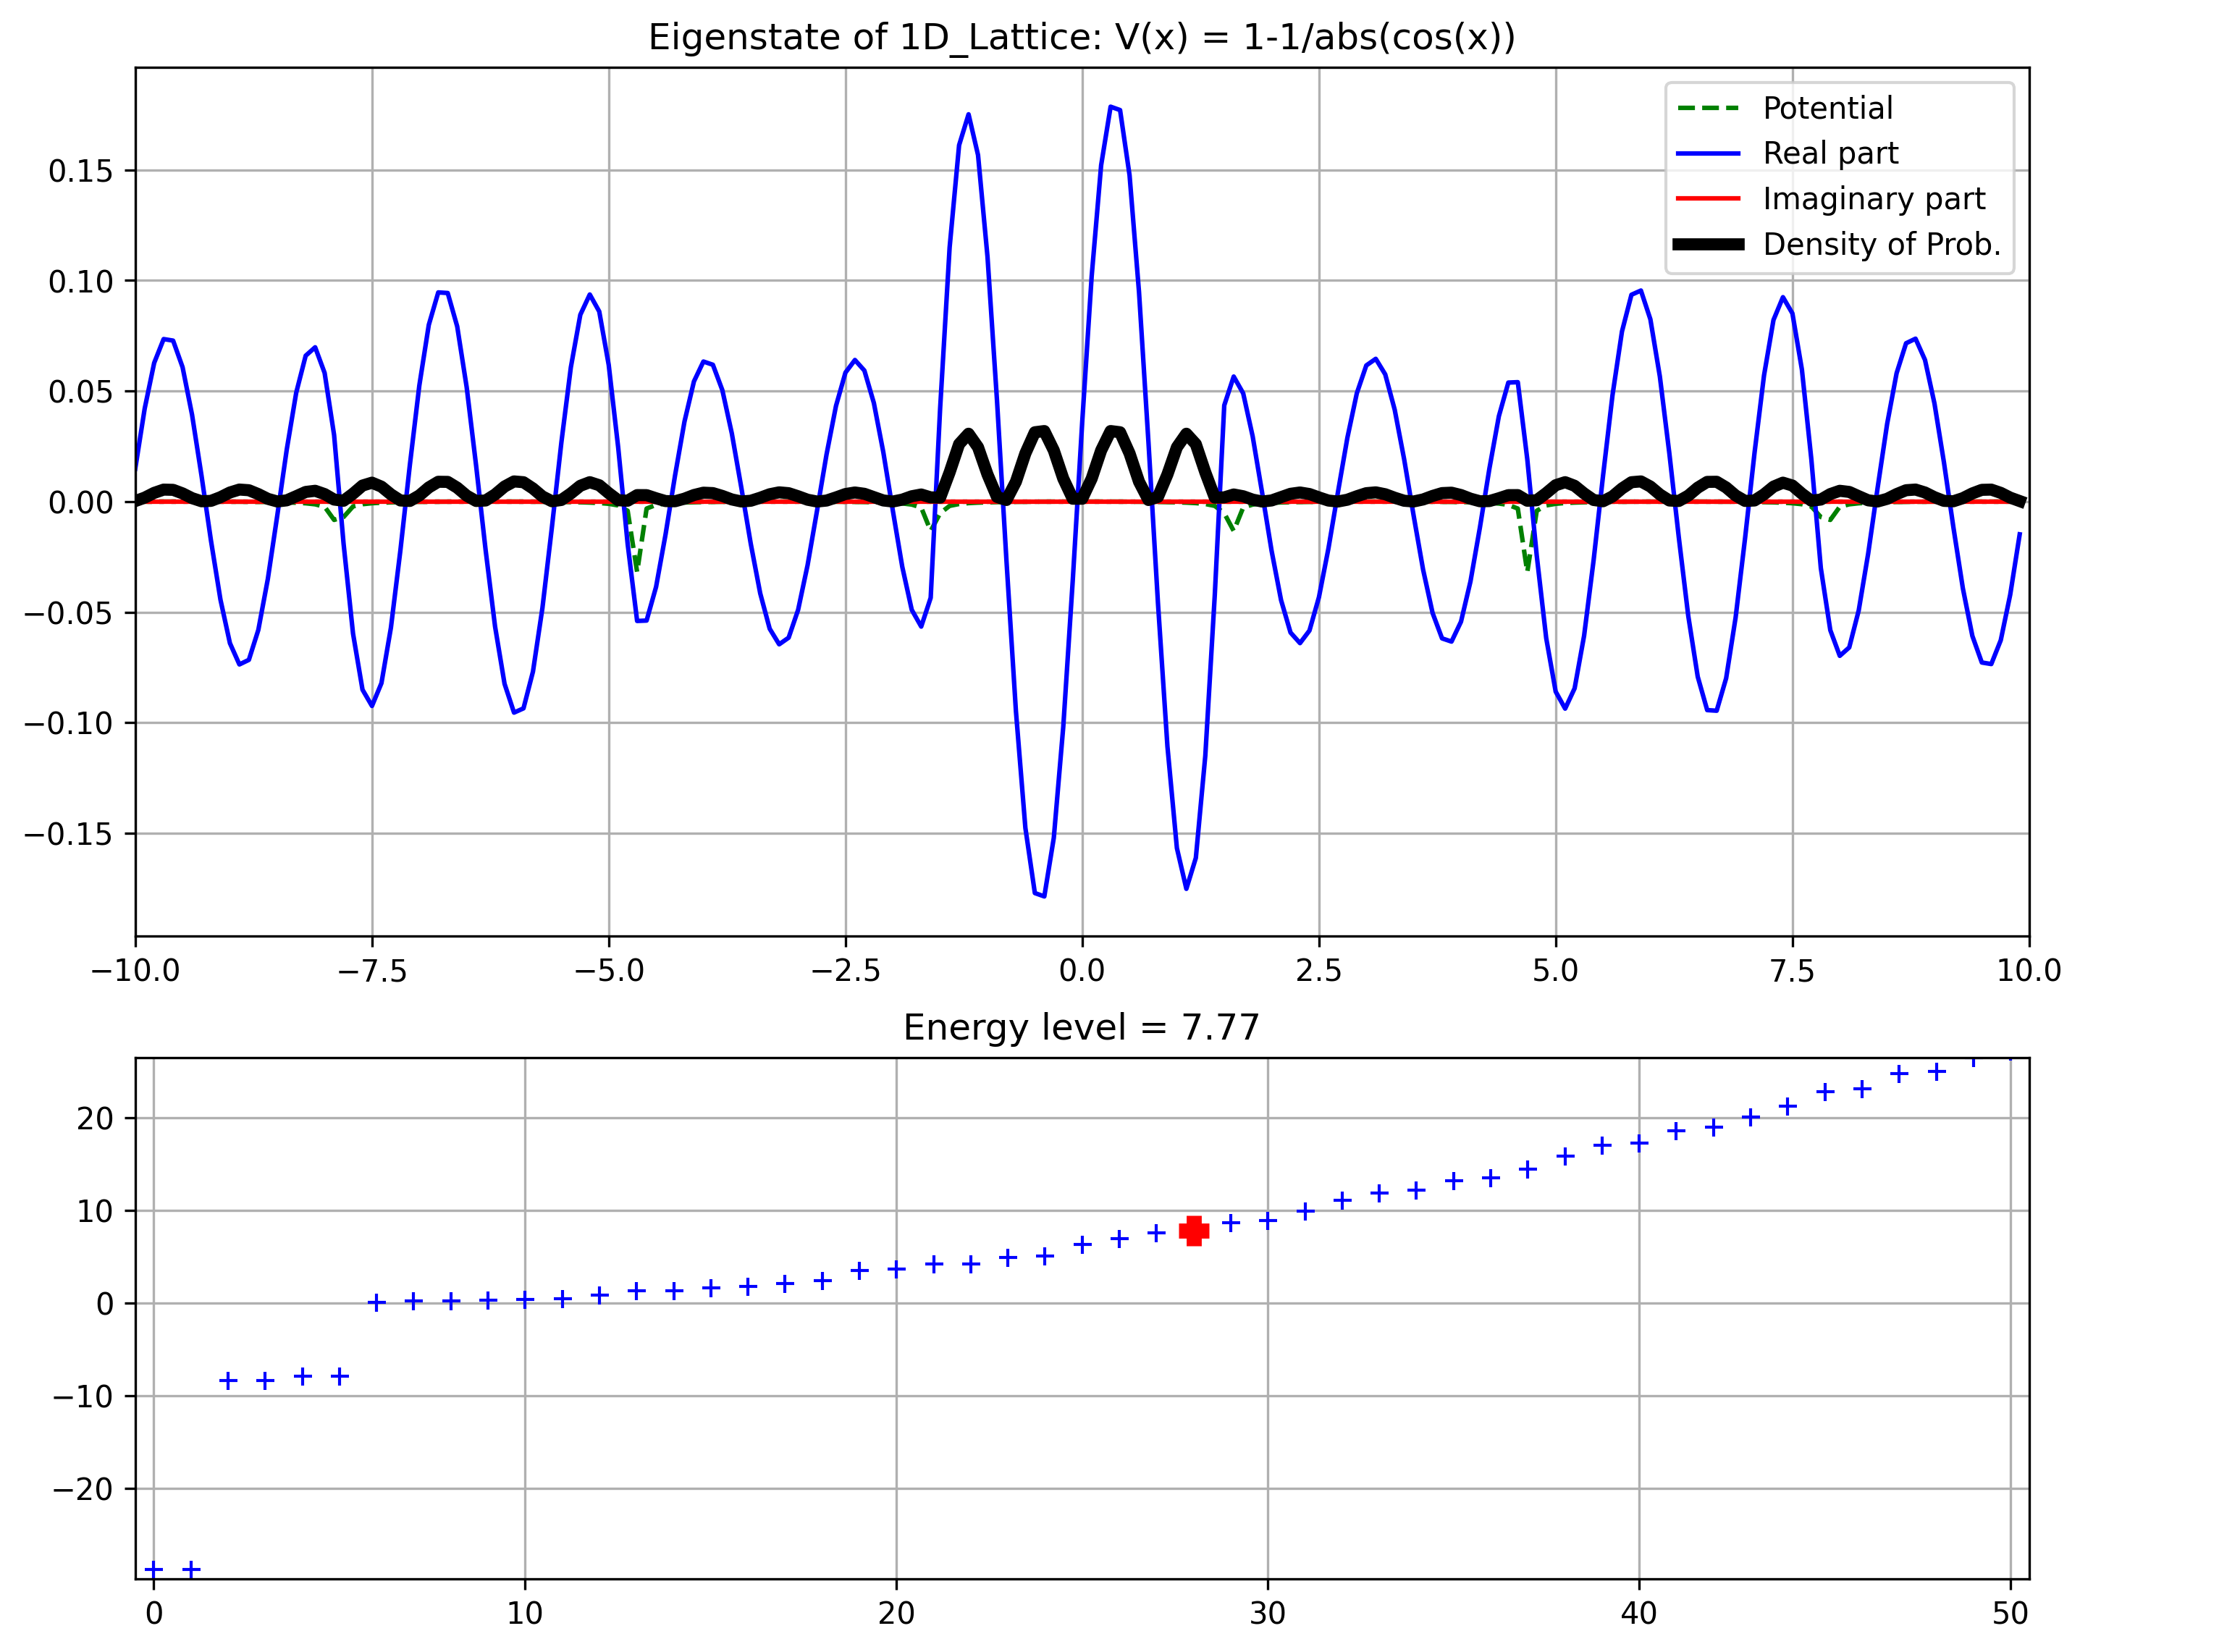 Eigenstate of 1D_Lattice: V(x) = 1-1/abs(cos(x))
Potential
Real part
Imaginary part
Density of Prob.
0.15
0.10
0.05
0.00
−0.05
−0.10
−0.15
−10.0 −7.5 −5.0 −2.5 0.0 2.5 5.0 7.5 10.0
Energy level = 7.77
20
10
0
−10
−20
0 10 20 30 40 50